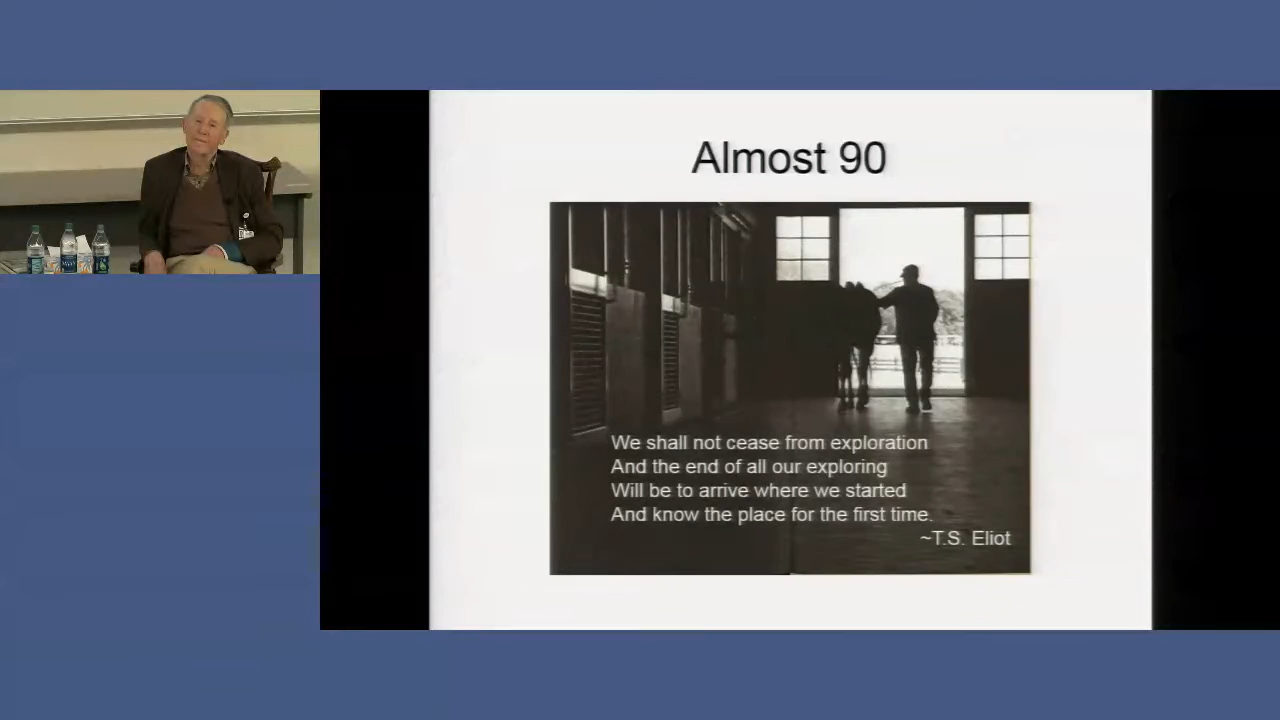 Almost 90
We shall not cease from exploration
And the end of all our exploring
Will be to arrive where we started
And know the place for the first time.
~T.S. Eliot